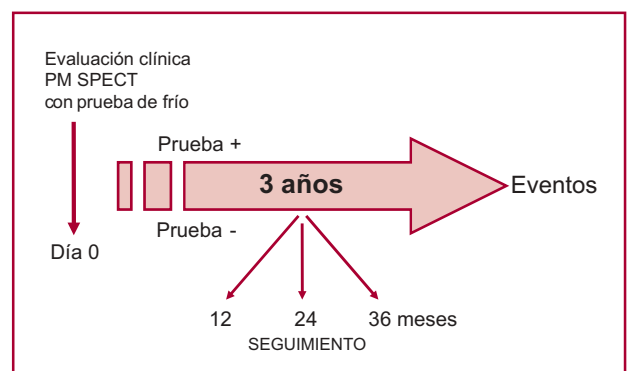 Evaluación clínica
PM SPECT
con prueba de frío
Prueba +
3 años
Eventos
Prueba -
Día 0
12 24 36 meses
SEGUIMIENTO